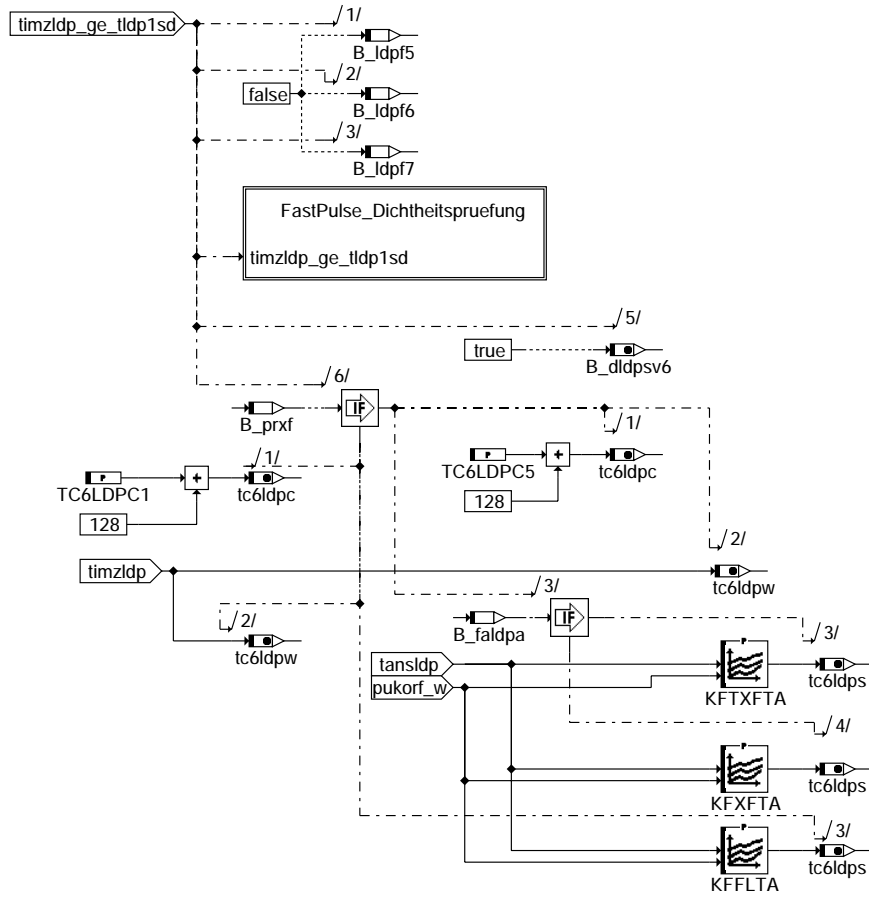 timzldp_ge_tldp1sd
/1/
B_ldpf5
/2/
false
B_ldpf6
/3/
B_ldpf7
FastPulse_Dichtheitspruefung
timzldp_ge_tldp1sd
/5/
true
B_dldpsv6
/6/
IF
B_prxf
/1/
/1/
P
TC6LDPC1
+
tc6ldpc
P
TC6LDPC5
+
tc6ldpc
128
128
/2/
timzldp
tc6ldpw
/3/
/2/
B_faldpa
IF
/3/
tc6ldpw
tansldp
P
pukorf_w
KFTXFTA
tc6ldps
/4/
P
KFXFTA
tc6ldps
/3/
P
KFFLTA
tc6ldps